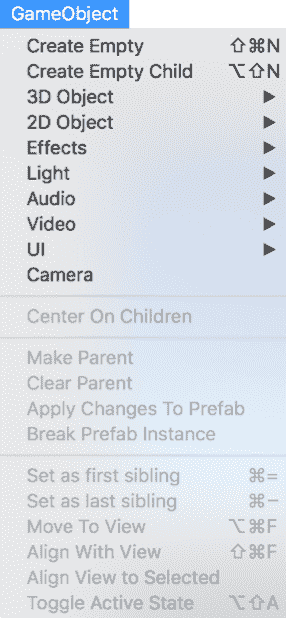 GameObject
Create Empty ⇧⌘N
Create Empty Child ⌥⇧N
3D Object ▶
2D Object ▶
Effects ▶
Light ▶
Audio ▶
Video ▶
UI ▶
Camera
Center On Children
Make Parent
Clear Parent
Apply Changes To Prefab
Break Prefab Instance
Set as first sibling ⌘=
Set as last sibling ⌘−
Move To View ⌥⌘F
Align With View ⇧⌘F
Align View to Selected
Toggle Active State ⌥⇧A